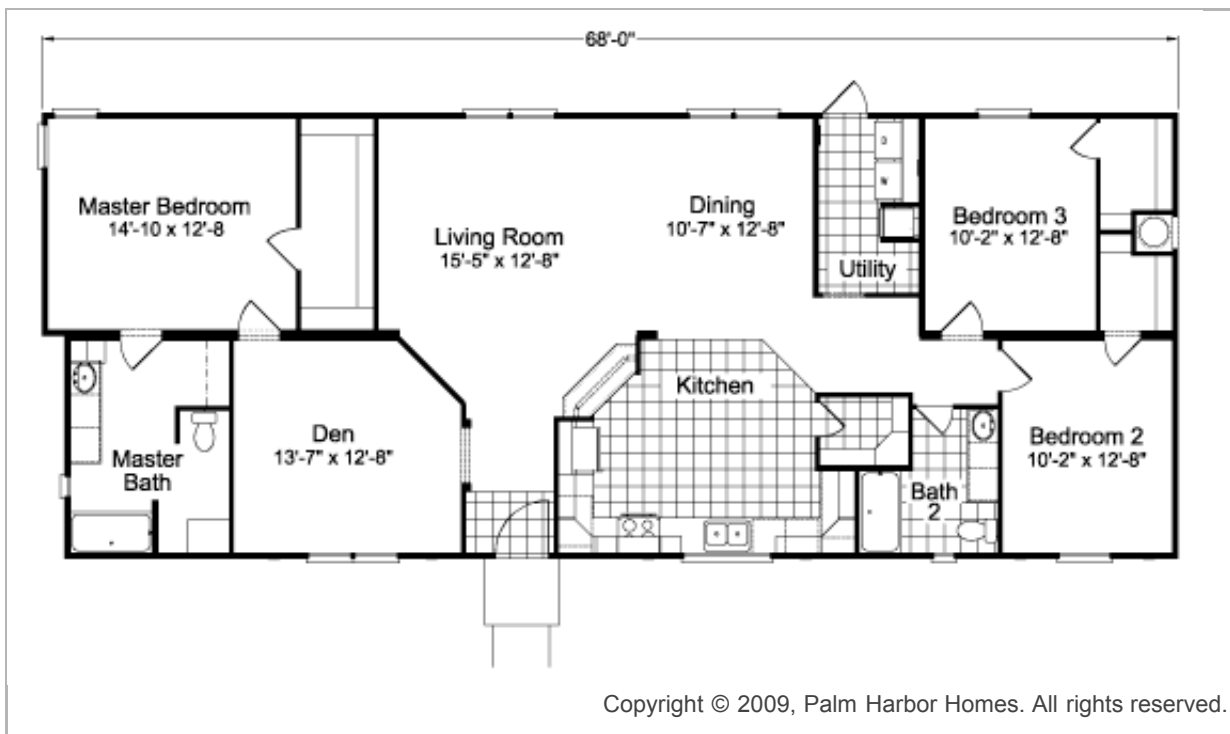 68'-0"
Master Bedroom
14'-10 x 12'-8
Living Room
15'-5" x 12'-8"
Dining
10'-7" x 12'-8"
D
W
Utility
Bedroom 3
10'-2" x 12'-8"
Master
Bath
Den
13'-7" x 12'-8"
Kitchen
Bath
2
Bedroom 2
10'-2" x 12'-8"
Copyright © 2009, Palm Harbor Homes. All rights reserved.